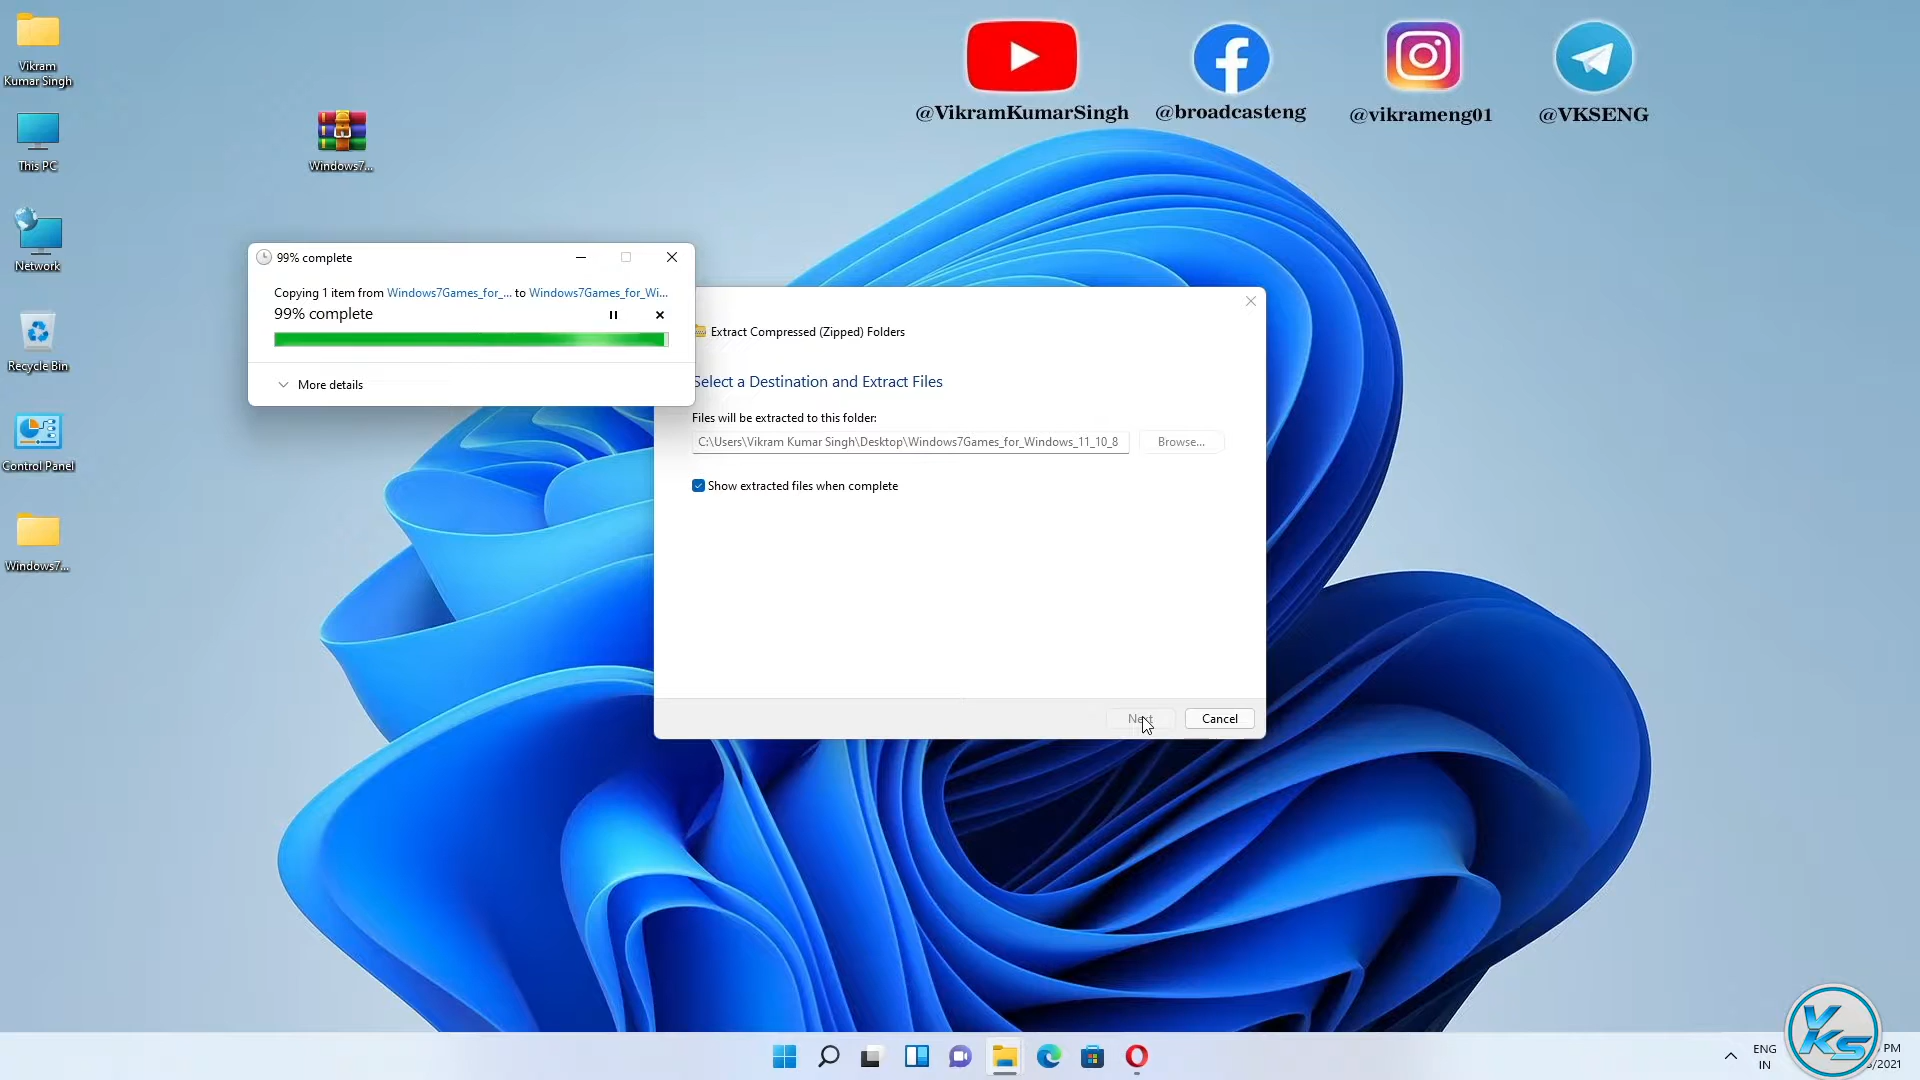 Vikram
Kumar Singh
This PC
Network
Recycle Bin
Control Panel
Windows7...
Windows7...
@VikramKumarSingh
@broadcasteng
@vikrameng01
@VKSENG
99% complete
Copying 1 item from Windows7Games_for_... to Windows7Games_for_Wi...
99% complete
More details
Extract Compressed (Zipped) Folders
Select a Destination and Extract Files
Files will be extracted to this folder:
C:\Users\Vikram Kumar Singh\Desktop\Windows7Games_for_Windows_11_10_8
Browse...
Show extracted files when complete
Next
Cancel
ENG
IN
PM
/2021
VKS